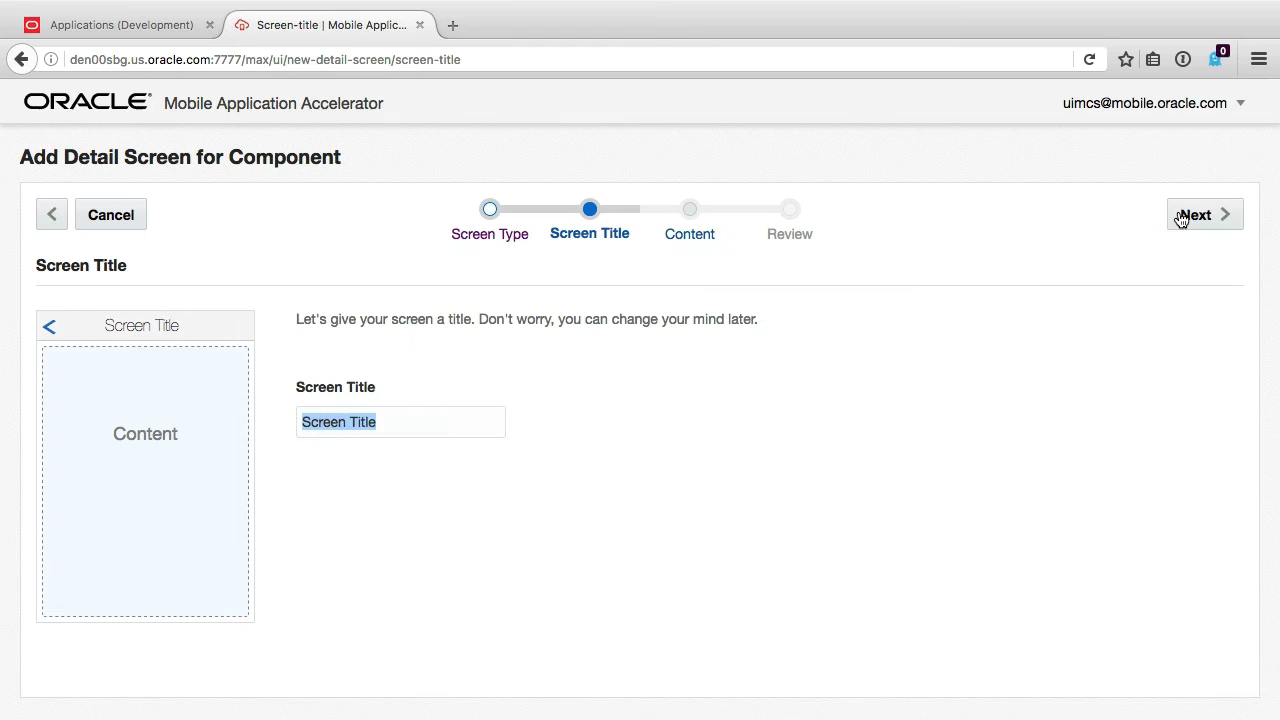 Applications (Development)
Screen-title | Mobile Applic...
den00sbg.us.oracle.com:7777/max/ui/new-detail-screen/screen-title
0
ORACLE® Mobile Application Accelerator
uimcs@mobile.oracle.com
Add Detail Screen for Component
Cancel
Next
Screen Type
Screen Title
Content
Review
Screen Title
Screen Title
Content
Let's give your screen a title. Don't worry, you can change your mind later.
Screen Title
Screen Title